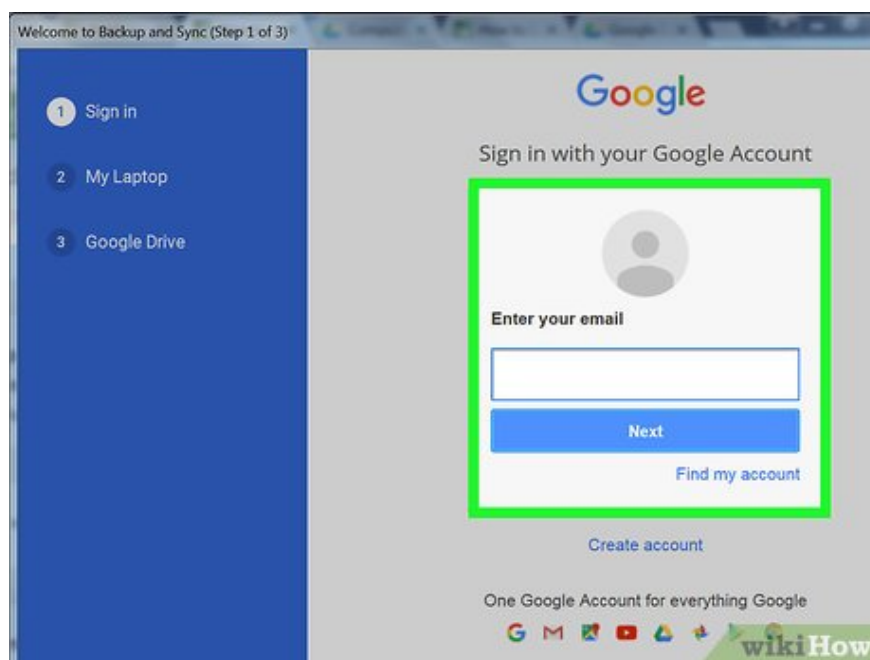 Welcome to Backup and Sync (Step 1 of 3)
1 Sign in
2 My Laptop
3 Google Drive
Google
Sign in with your Google Account
Enter your email
Next
Find my account
Create account
One Google Account for everything Google
wikiHow